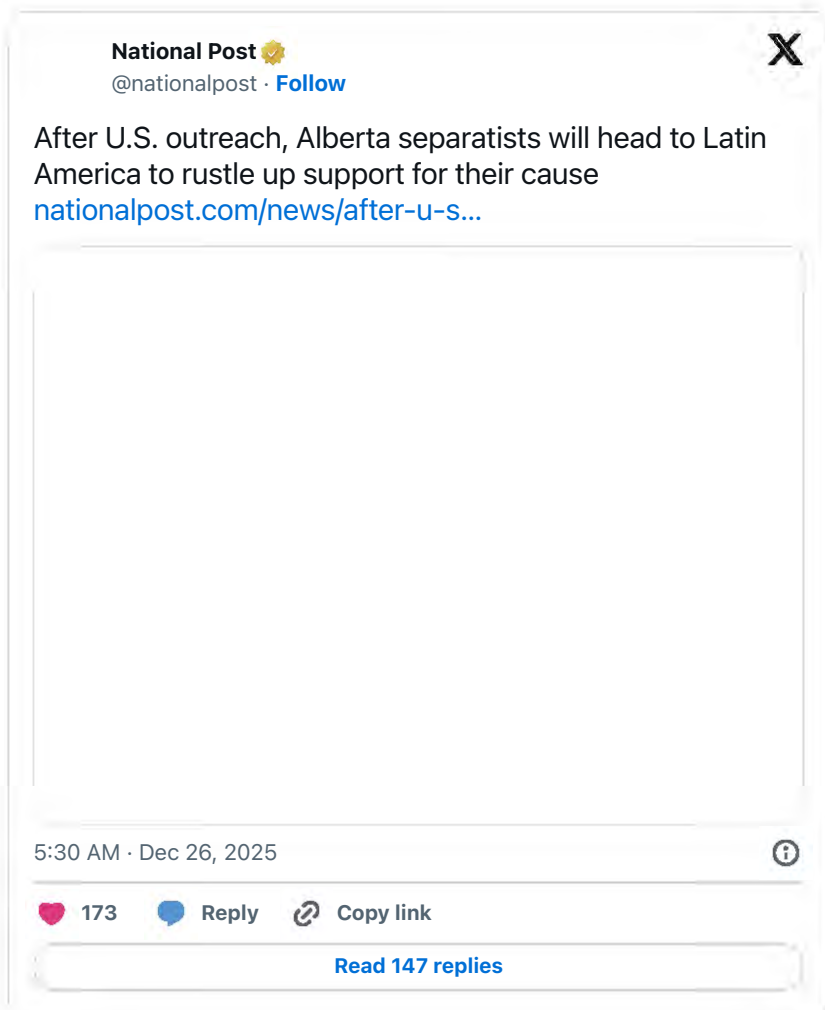 National Post
@nationalpost · Follow
After U.S. outreach, Alberta separatists will head to Latin
America to rustle up support for their cause
nationalpost.com/news/after-u-s...
5:30 AM · Dec 26, 2025
173 Reply Copy link
Read 147 replies